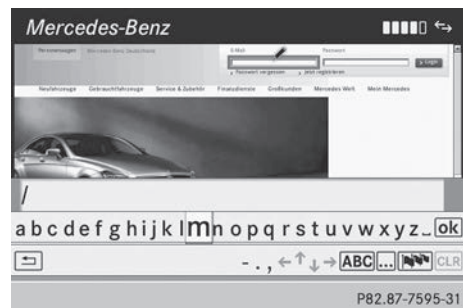 Mercedes-Benz
Personenwagen Mercedes-Benz Deutschland E-Mail Passwort
Login
Passwort vergessen Jetzt registrieren
Neufahrzeuge Gebrauchtfahrzeuge Service & Zubehör Finanzdienste Großkunden Mercedes Welt Mein Mercedes
/
a b c d e f g h i j k l m n o p q r s t u v w x y z _ ok
- . , ← ↑ ↓ → ABC ... CLR
P82.87-7595-31